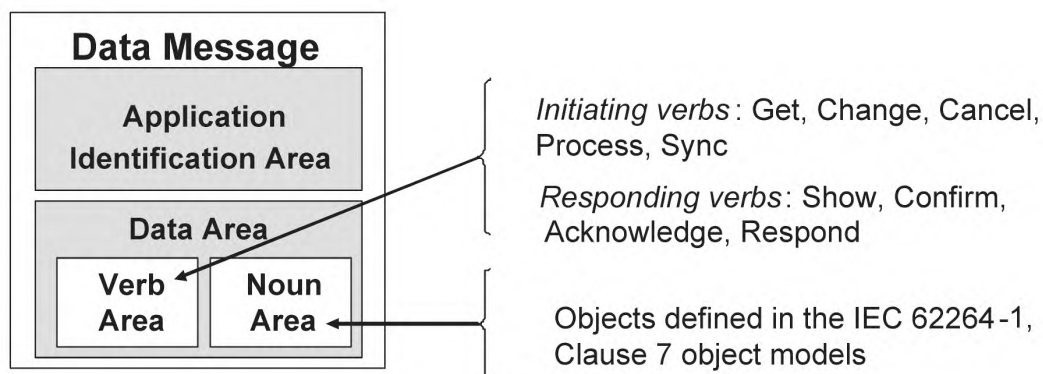 Data Message
Application
Identification Area
Data Area
Verb
Area
Noun
Area
Initiating verbs: Get, Change, Cancel,
Process, Sync
Responding verbs: Show, Confirm,
Acknowledge, Respond
Objects defined in the IEC 62264-1,
Clause 7 object models